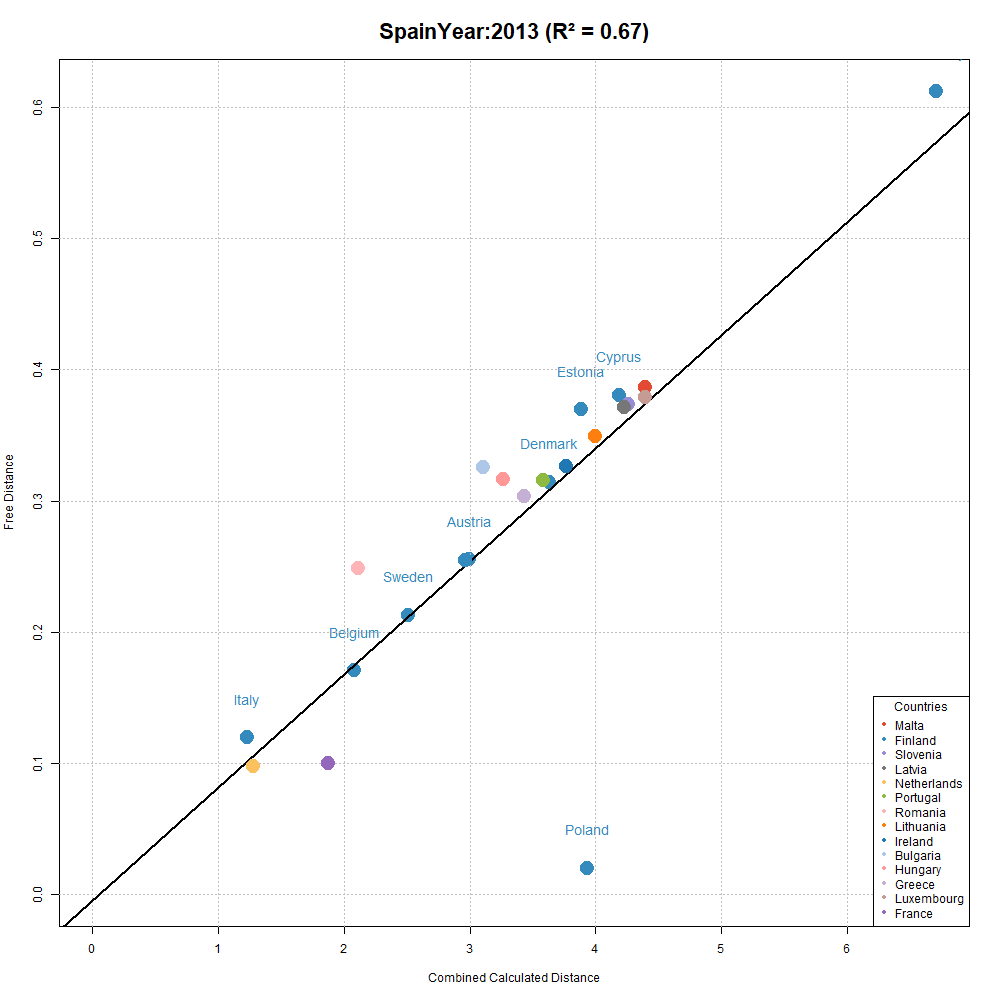 SpainYear:2013 (R² = 0.67)
Free Distance
0.6
0.5
0.4
0.3
0.2
0.1
0.0
Cyprus
Estonia
Denmark
Austria
Sweden
Belgium
Italy
Poland
Countries
Malta
Finland
Slovenia
Latvia
Netherlands
Portugal
Romania
Lithuania
Ireland
Bulgaria
Hungary
Greece
Luxembourg
France
0 1 2 3 4 5 6
Combined Calculated Distance